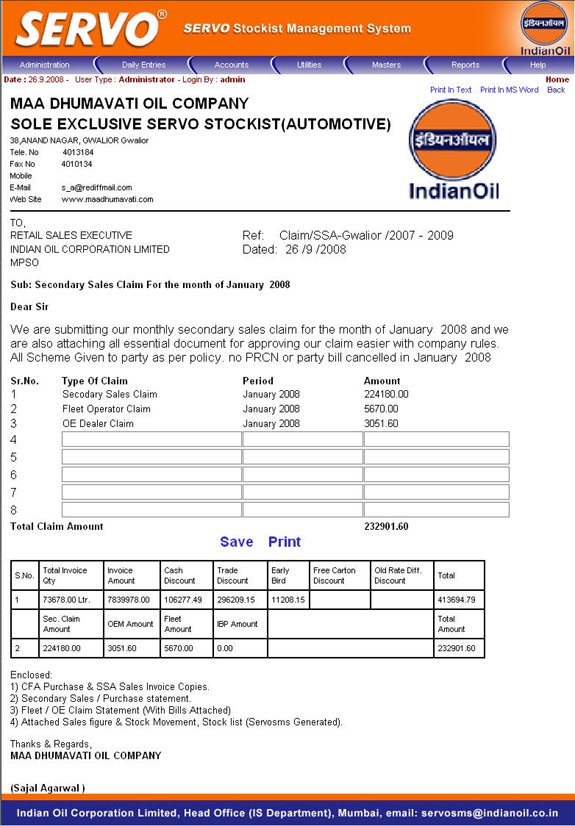 SERVO® SERVO Stockist Management System
इंडियनऑयल
IndianOil
Administration Daily Entries Accounts Utilities Masters Reports Help
Date : 26.9.2008 - User Type : Administrator - Login By : admin Home
Print In Text Print In MS Word Back
MAA DHUMAVATI OIL COMPANY
SOLE EXCLUSIVE SERVO STOCKIST(AUTOMOTIVE)
38,ANAND NAGAR, GWALIOR Gwalior
Tele. No 4013184
Fax No 4010134
Mobile
E-Mail s_a@rediffmail.com
Web Site www.maadhumavati.com
इंडियनऑयल
IndianOil
TO,
RETAIL SALES EXECUTIVE Ref: Claim/SSA-Gwalior /2007 - 2009
INDIAN OIL CORPORATION LIMITED Dated: 26 /9 /2008
MPSO
Sub: Secondary Sales Claim For the month of January 2008
Dear Sir
We are submitting our monthly secondary sales claim for the month of January 2008 and we
are also attaching all essential document for approving our claim easier with company rules.
All Scheme Given to party as per policy. no PRCN or party bill cancelled in January 2008
Sr.No. Type Of Claim Period Amount
1 Secodary Sales Claim January 2008 224180.00
2 Fleet Operator Claim January 2008 5670.00
3 OE Dealer Claim January 2008 3051.60
4
5
6
7
8
Total Claim Amount 232901.60
Save Print
S.No. Total Invoice Qty Invoice Amount Cash Discount Trade Discount Early Bird Free Carton Discount Old Rate Diff. Discount Total
1 73678.00 Ltr. 7839978.00 106277.49 296209.15 11208.15 413694.79
Sec. Claim Amount OEM Amount Fleet Amount IBP Amount Total Amount
2 224180.00 3051.60 5670.00 0.00 232901.60
Enclosed:
1) CFA Purchase & SSA Sales Invoice Copies.
2) Secondary Sales / Purchase statement.
3) Fleet / OE Claim Statement (With Bills Attached)
4) Attached Sales figure & Stock Movement, Stock list (Servosms Generated).
Thanks & Regards,
MAA DHUMAVATI OIL COMPANY
(Sajal Agarwal )
Indian Oil Corporation Limited, Head Office (IS Department), Mumbai, email: servosms@indianoil.co.in